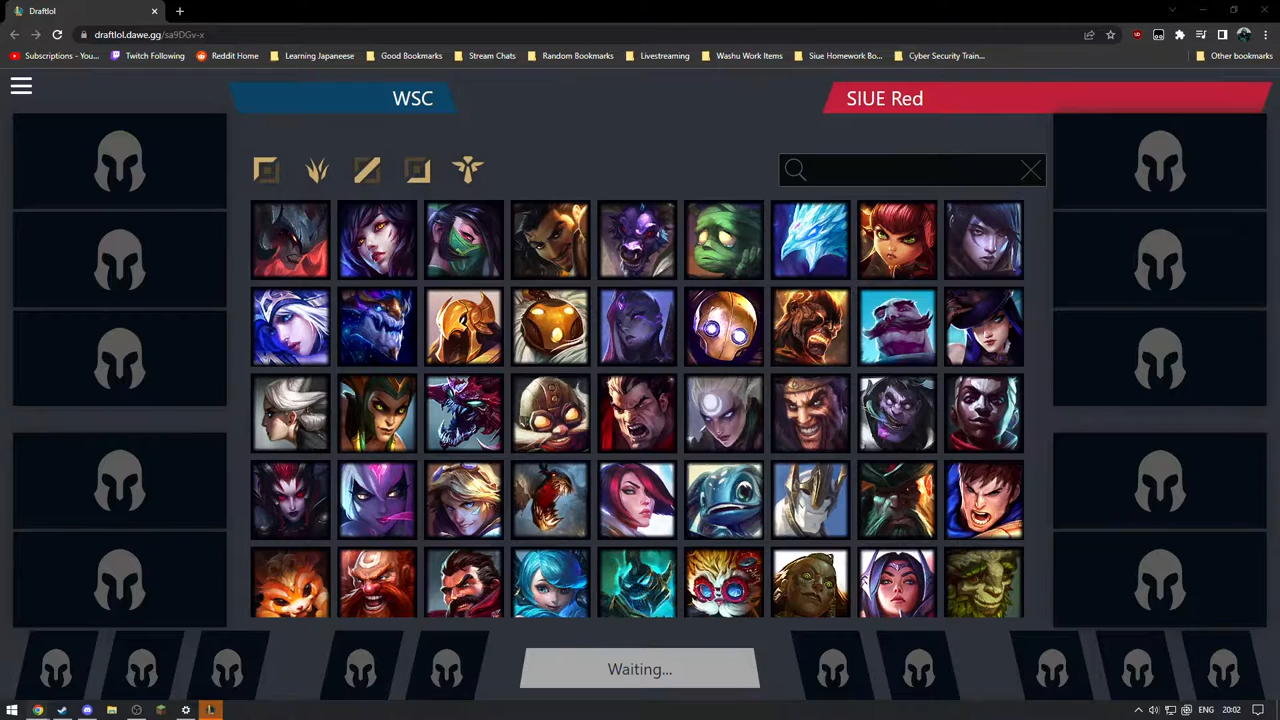 Draftlol
draftlol.dawe.gg/sa9DGv-x
Subscriptions - You... Twitch Following Reddit Home Learning Japaneese Good Bookmarks Stream Chats Random Bookmarks Livestreaming Washu Work Items Siue Homework Bo... Cyber Security Train... Other bookmarks
WSC
SIUE Red
Waiting...
ENG 20:02